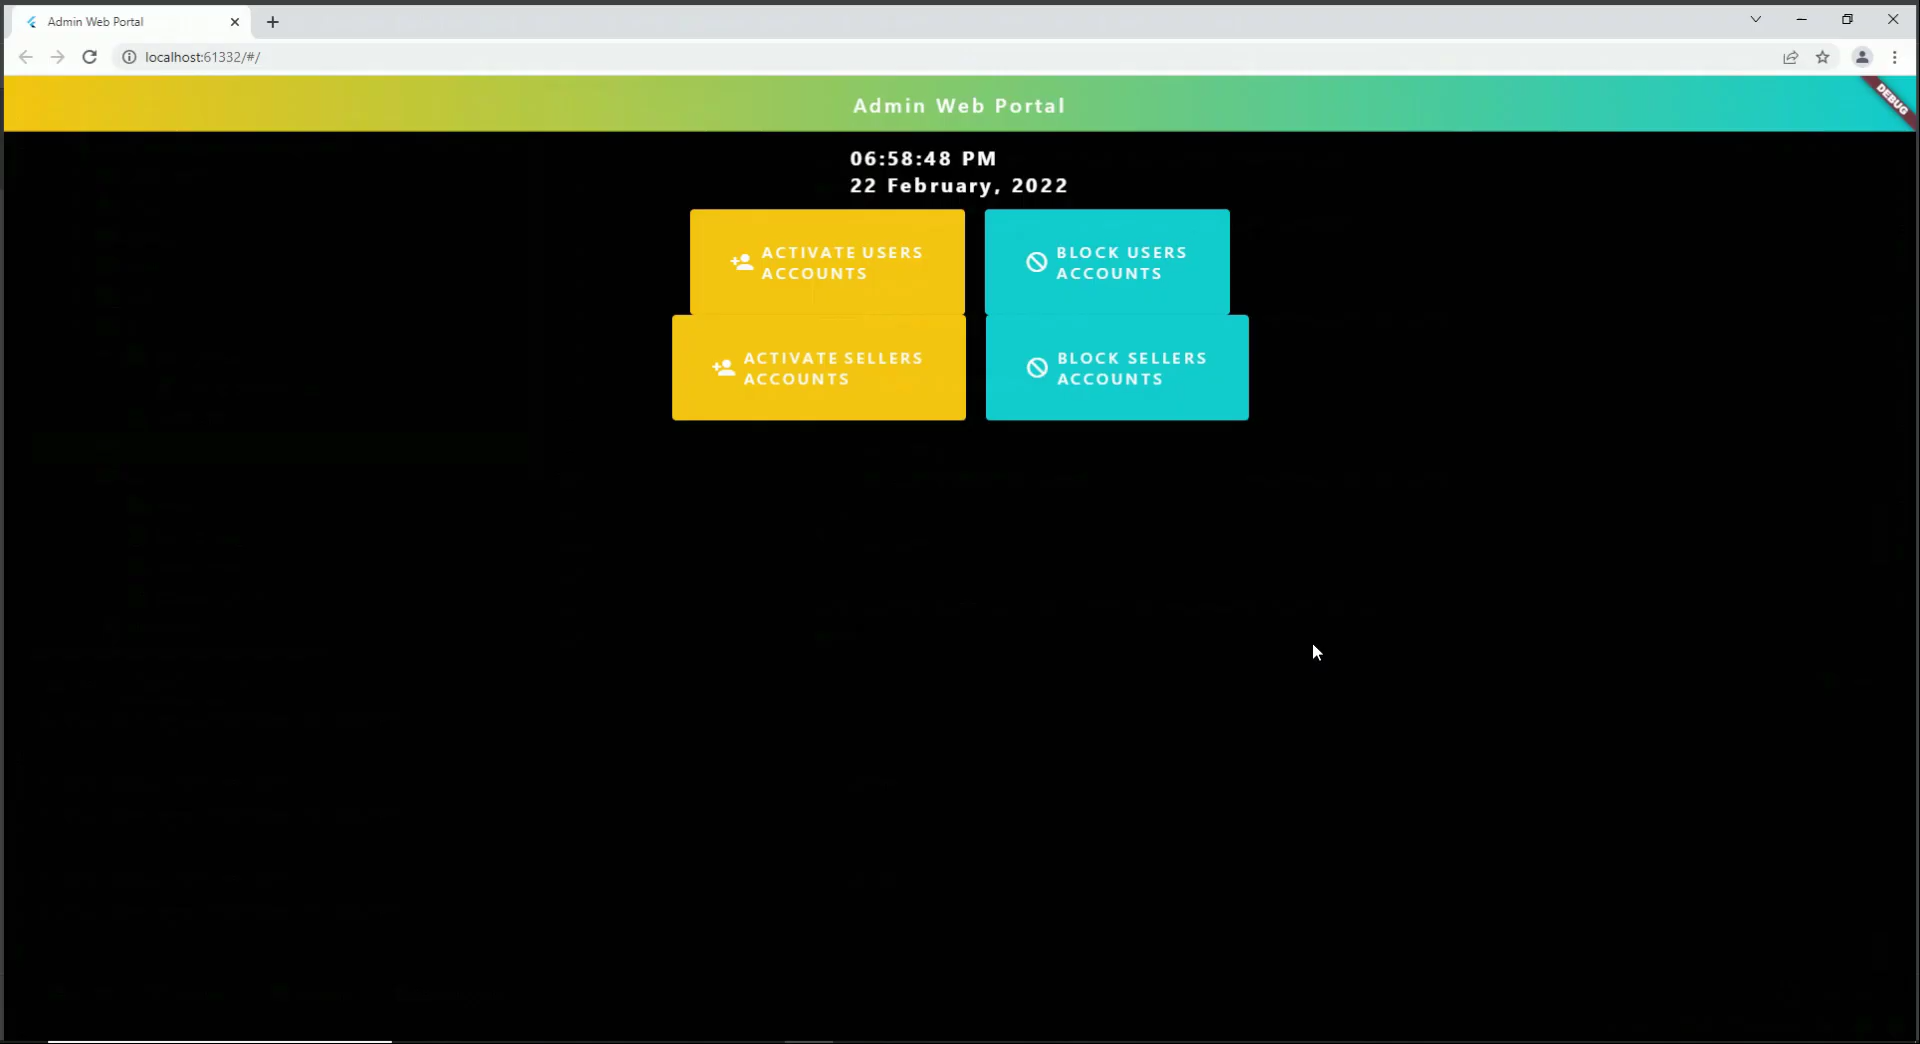 Admin Web Portal
localhost:61332/#/
Admin Web Portal
DEBUG
06:58:48 PM
22 February, 2022
ACTIVATE USERS
ACCOUNTS
BLOCK USERS
ACCOUNTS
ACTIVATE SELLERS
ACCOUNTS
BLOCK SELLERS
ACCOUNTS